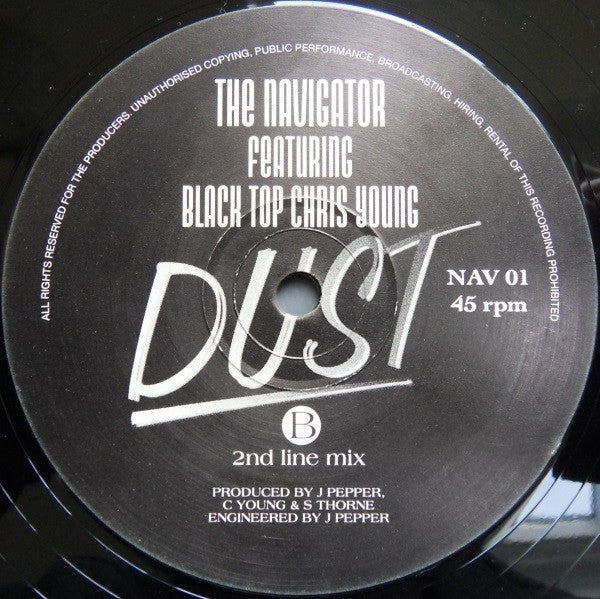 ALL RIGHTS RESERVED FOR THE PRODUCERS. UNAUTHORISED COPYING, PUBLIC PERFORMANCE, BROADCASTING, HIRING, RENTAL OF THIS RECORDING PROHIBITED
THE NAVIGATOR
FEATURING
BLACK TOP CHRIS YOUNG
DUST
NAV 01
45 rpm
B
2nd line mix
PRODUCED BY J PEPPER,
C YOUNG & S THORNE
ENGINEERED BY J PEPPER